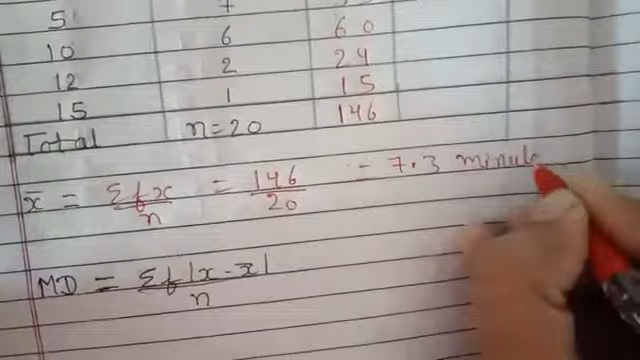 5 7
10 6 60
12 2 24
15 1 15
Total n=20 146
x̄ = Σfx/n = 146/20 = 7.3 minute
MD = Σf|x-x̄|/n